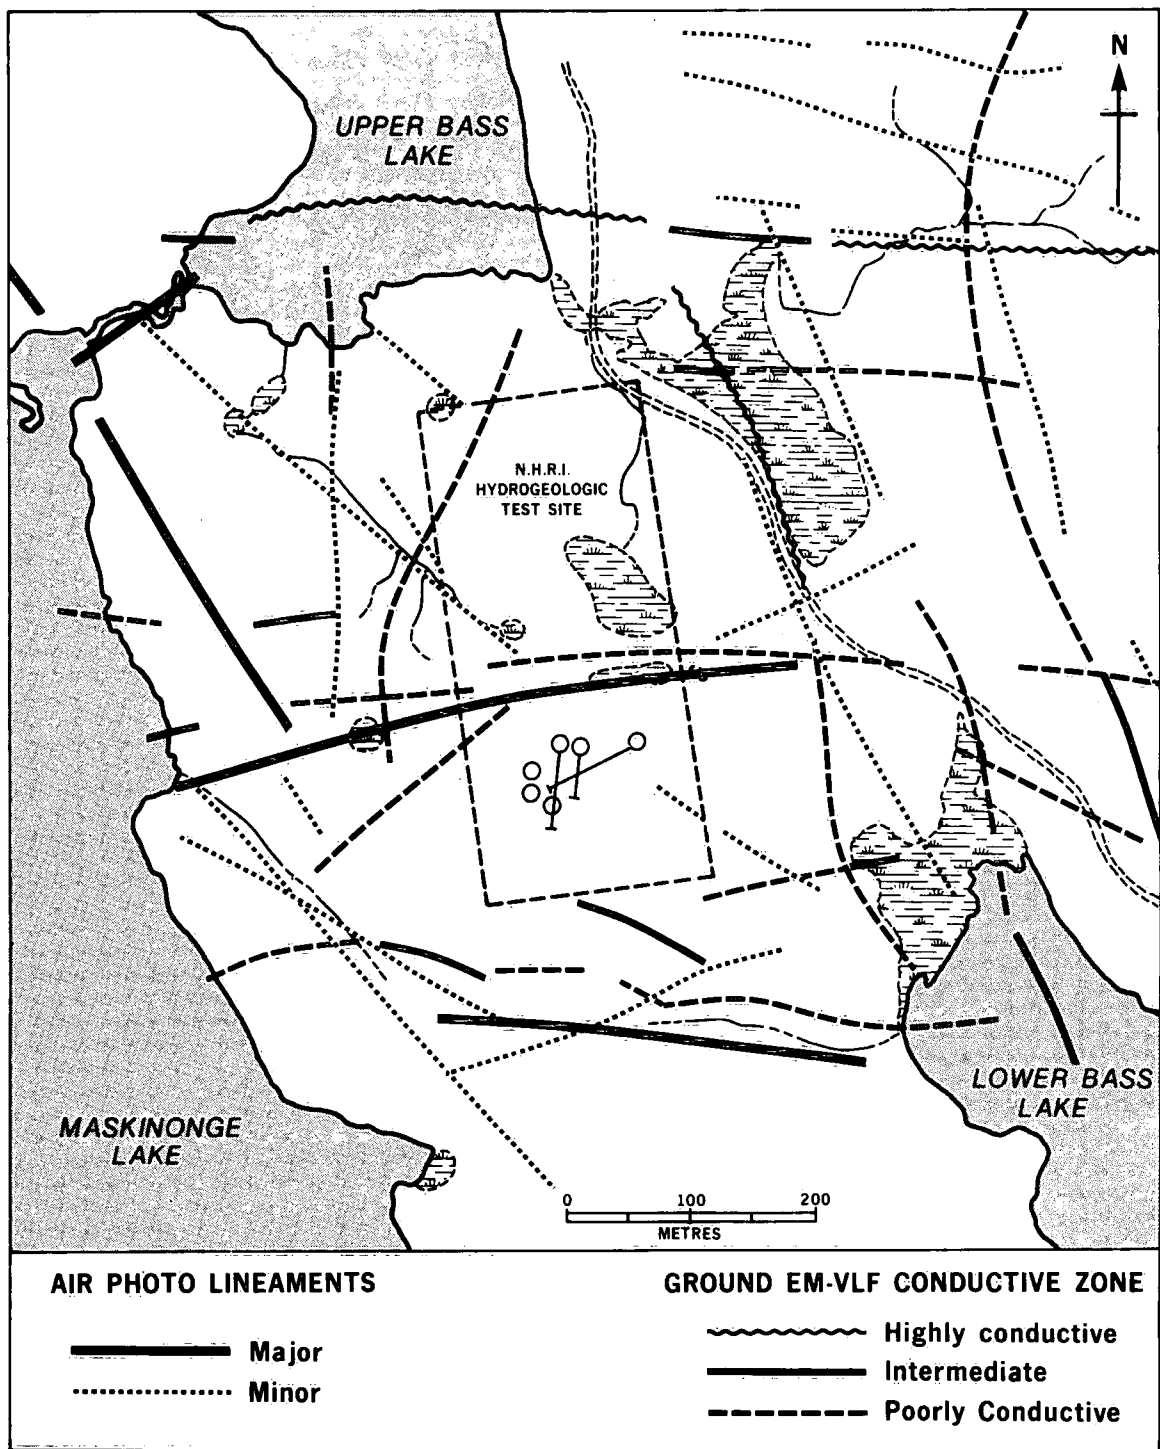 N
UPPER BASS
LAKE
N.H.R.I.
HYDROGEOLOGIC
TEST SITE
LOWER BASS
LAKE
MASKINONGE
LAKE
0 100 200
METRES
AIR PHOTO LINEAMENTS
Major
Minor
GROUND EM-VLF CONDUCTIVE ZONE
Highly conductive
Intermediate
Poorly Conductive